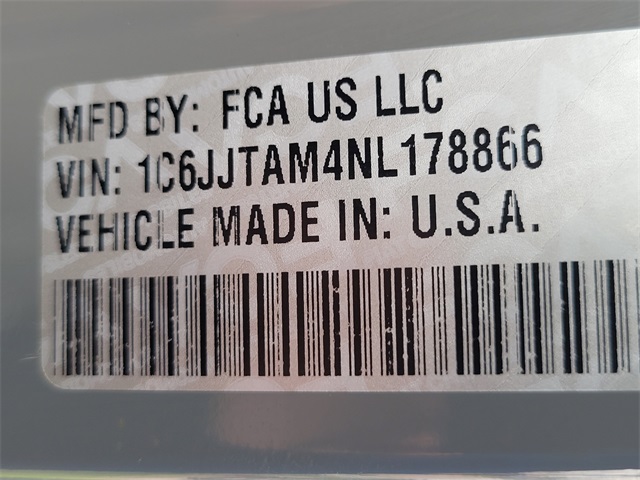 MFD BY: FCA US LLC
VIN: 1C6JJTAM4NL178866
VEHICLE MADE IN: U.S.A.